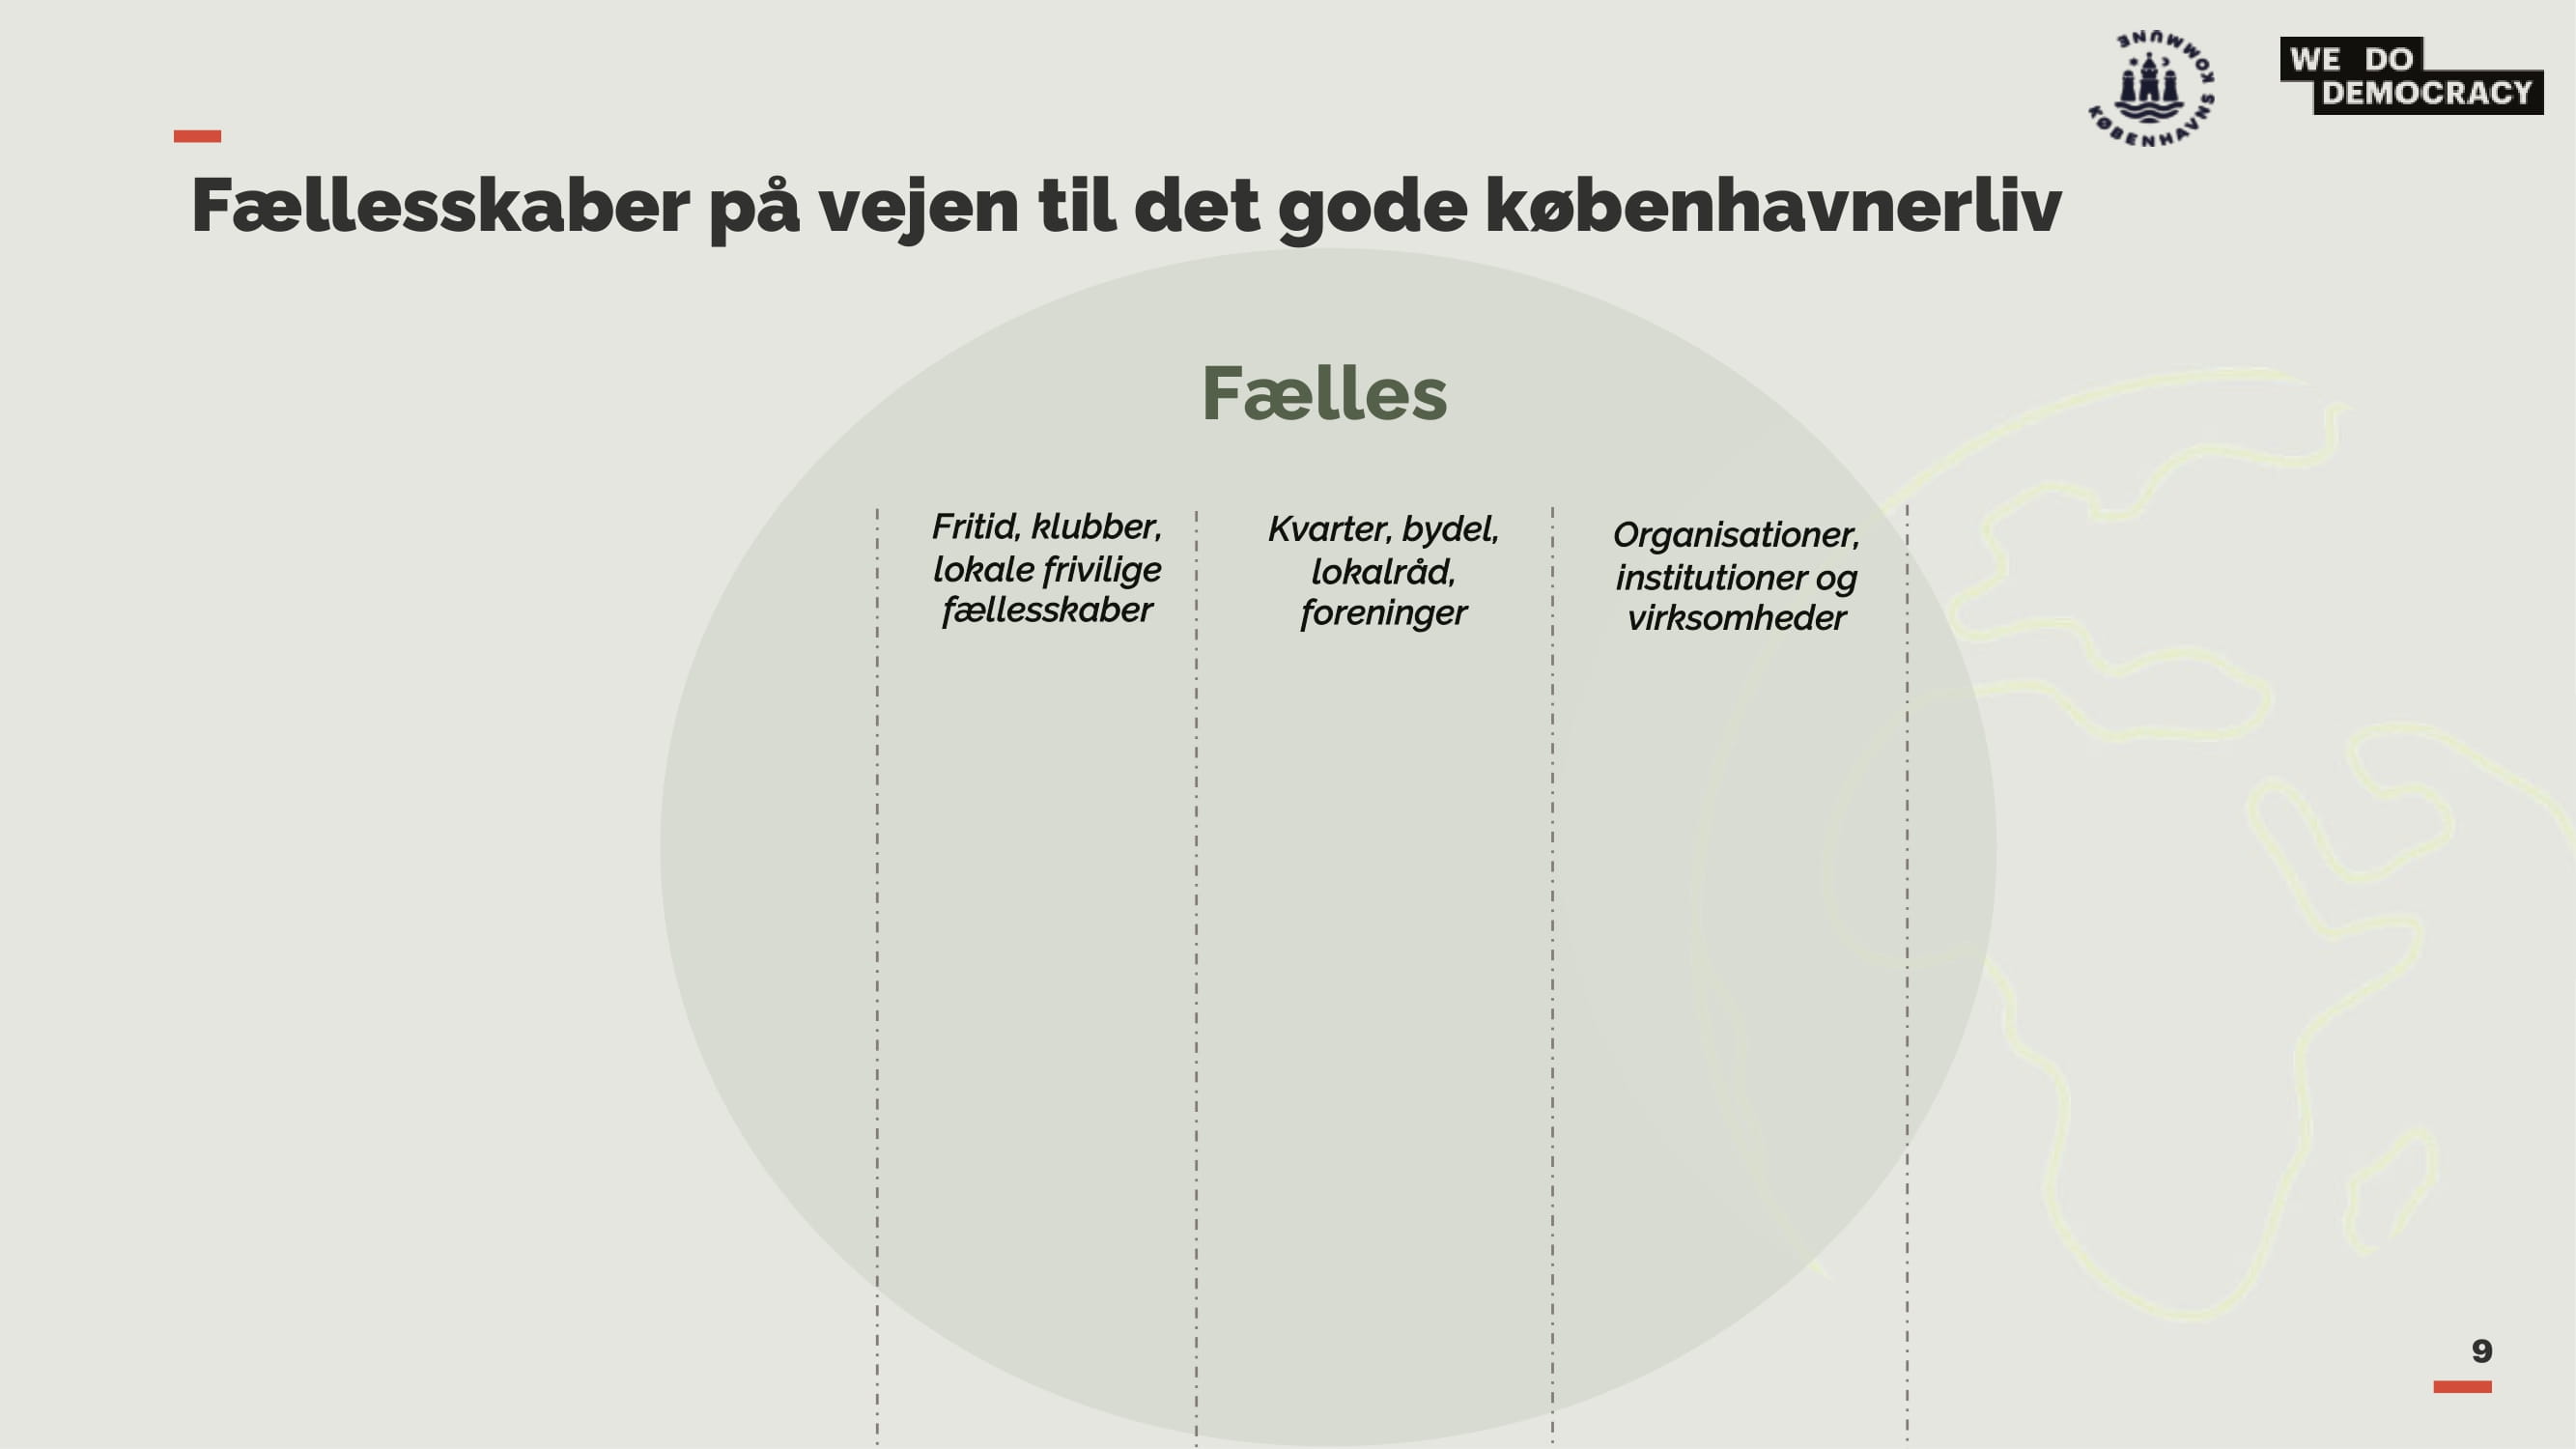 KØBENHAVNS KOMMUNE
WE DO
DEMOCRACY
Fællesskaber på vejen til det gode københavnerliv
Fælles
Fritid, klubber,
lokale frivilige
fællesskaber
Kvarter, bydel,
lokalråd,
foreninger
Organisationer,
institutioner og
virksomheder
9